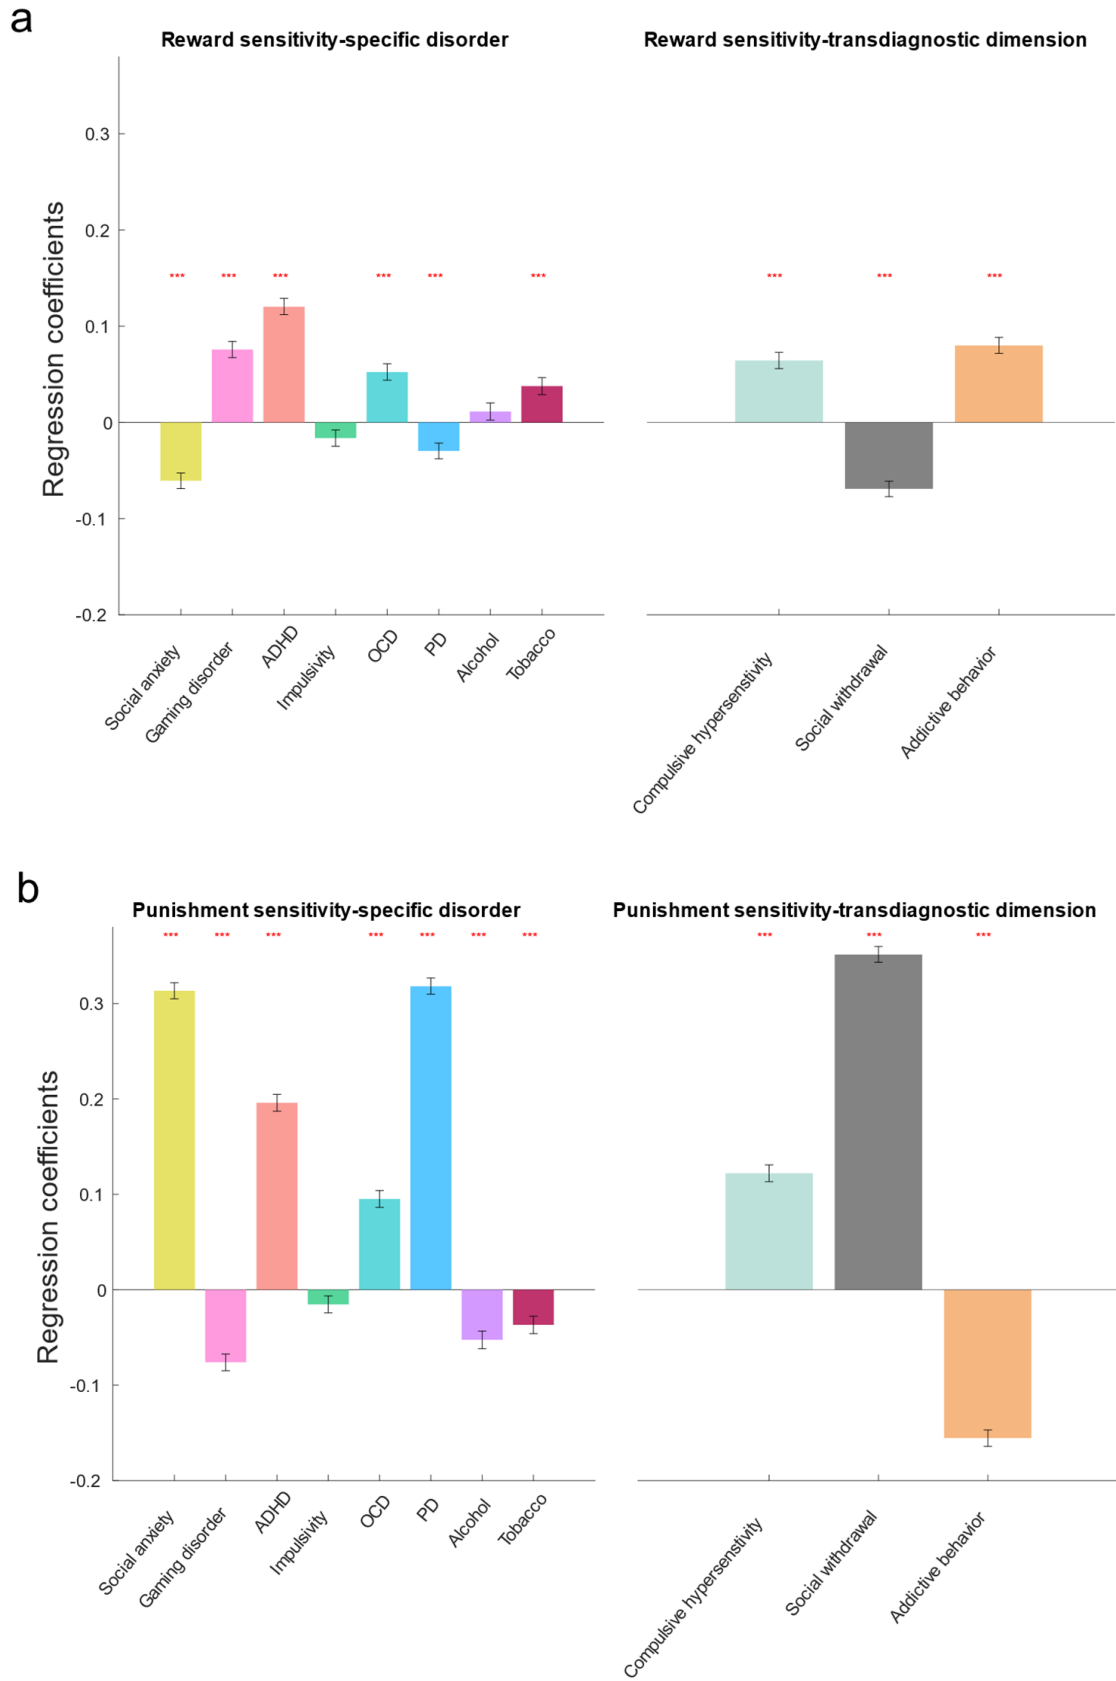 a
Reward sensitivity-specific disorder
Reward sensitivity-transdiagnostic dimension
Regression coefficients
0.3
0.2
0.1
0
-0.1
-0.2
*** *** *** *** *** ***
*** *** ***
Social anxiety
Gaming disorder
ADHD
Impulsivity
OCD
PD
Alcohol
Tobacco
Compulsive hypersenstivity
Social withdrawal
Addictive behavior
b
Punishment sensitivity-specific disorder
Punishment sensitivity-transdiagnostic dimension
*** *** *** *** *** *** ***
*** *** ***
Regression coefficients
0.3
0.2
0.1
0
-0.1
-0.2
Social anxiety
Gaming disorder
ADHD
Impulsivity
OCD
PD
Alcohol
Tobacco
Compulsive hypersenstivity
Social withdrawal
Addictive behavior